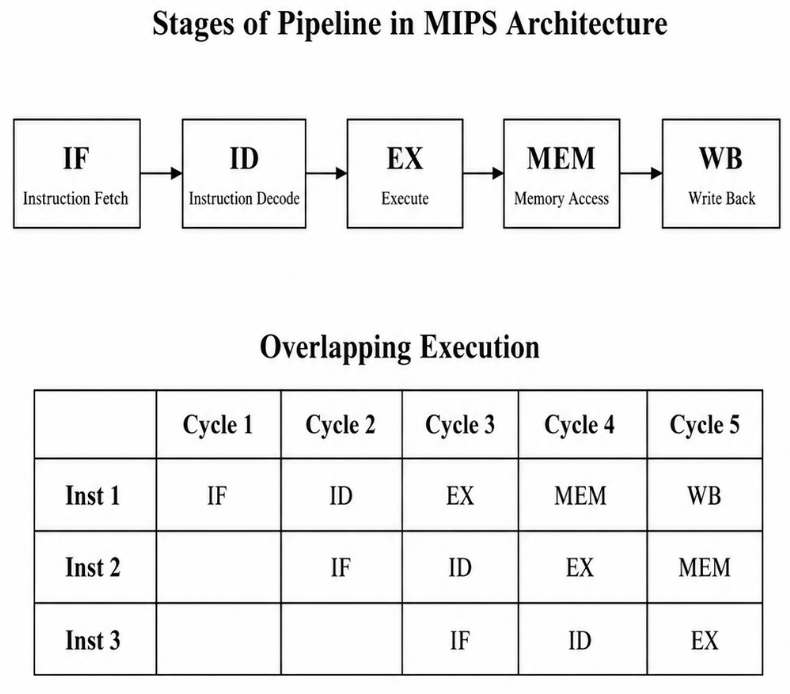 Stages of Pipeline in MIPS Architecture
IF ID EX MEM WB
Instruction Fetch Instruction Decode Execute Memory Access Write Back
Overlapping Execution
Cycle 1 Cycle 2 Cycle 3 Cycle 4 Cycle 5
Inst 1 IF ID EX MEM WB
Inst 2 IF ID EX MEM
Inst 3 IF ID EX